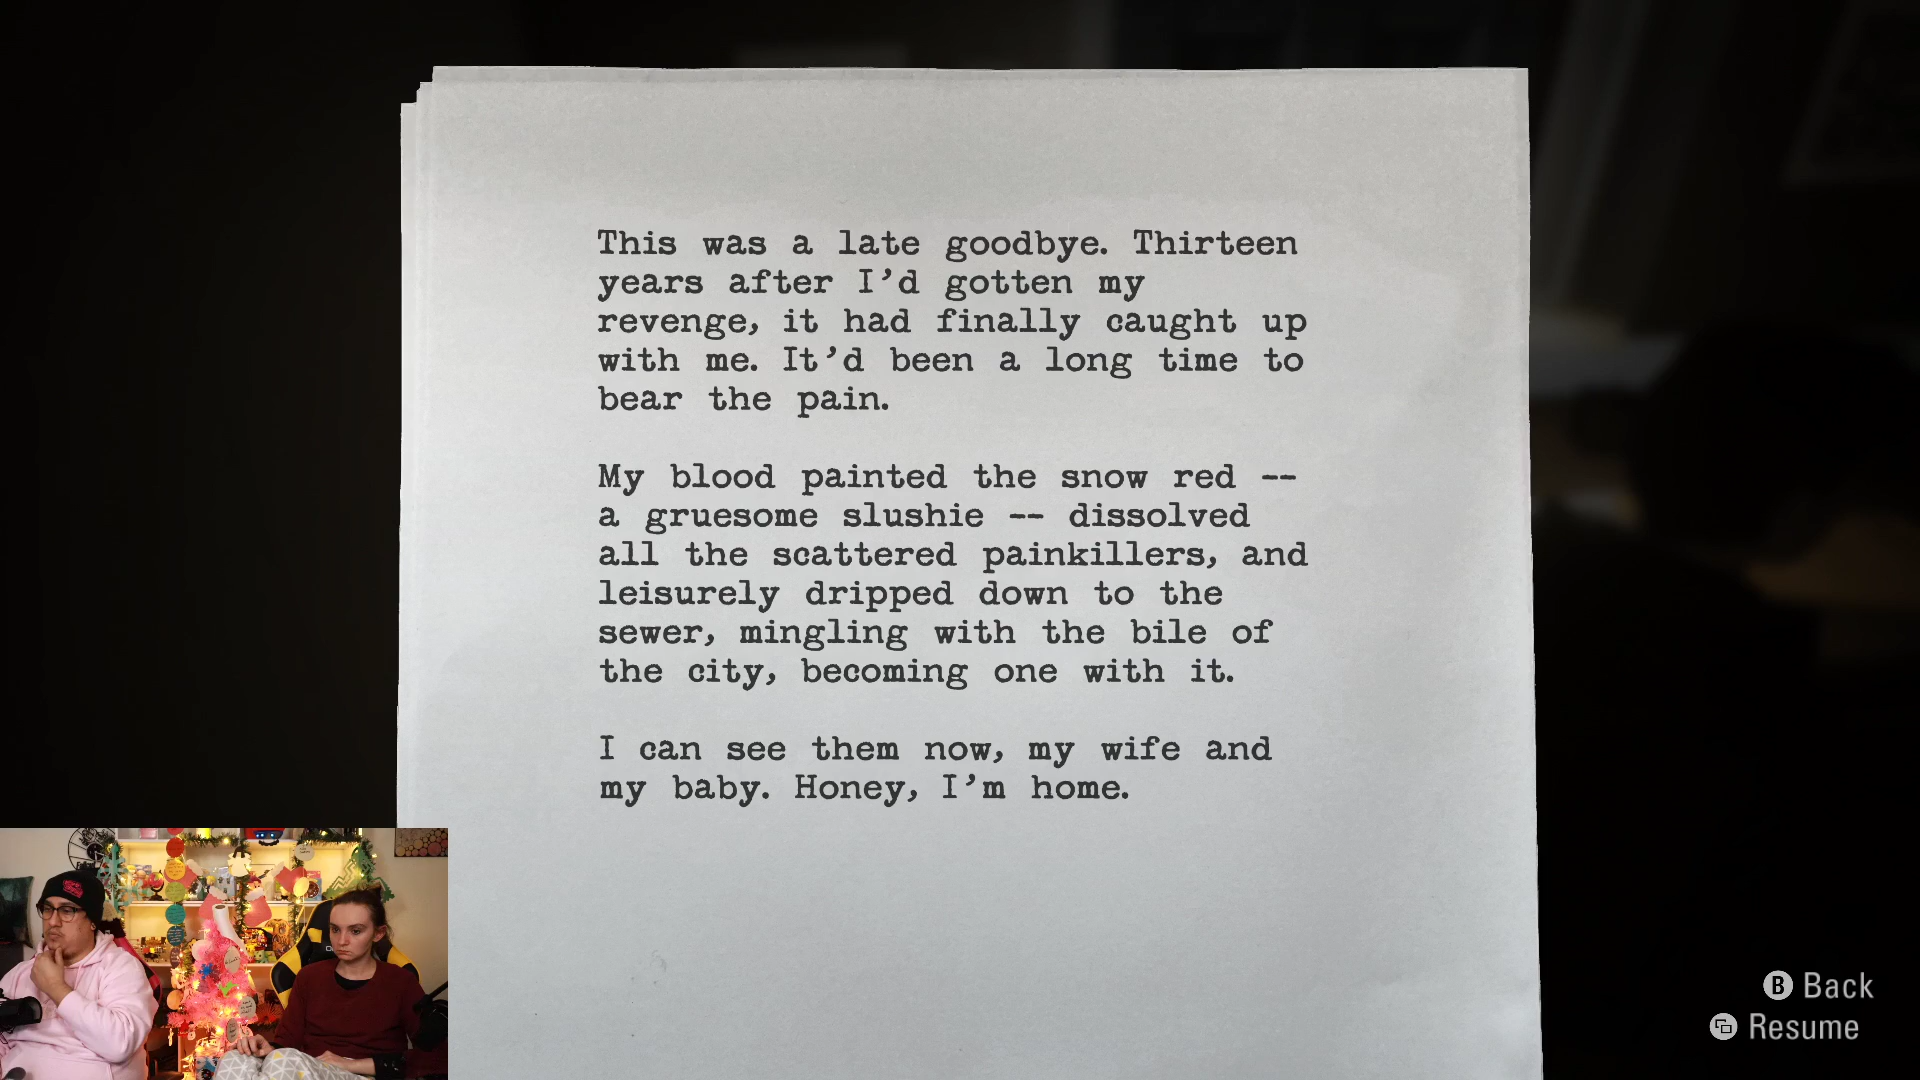 This was a late goodbye. Thirteen
years after I’d gotten my
revenge, it had finally caught up
with me. It’d been a long time to
bear the pain.
My blood painted the snow red --
a gruesome slushie -- dissolved
all the scattered painkillers, and
leisurely dripped down to the
sewer, mingling with the bile of
the city, becoming one with it.
I can see them now, my wife and
my baby. Honey, I’m home.
B Back
Resume